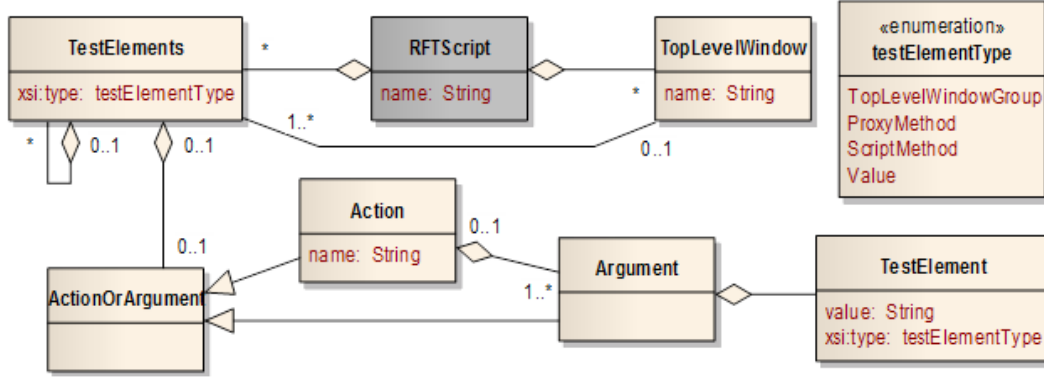 «enumeration»
TestElements
RFTScript
TopLevelWindow
testElementType
xsi:type: testElementType
name: String
name: String
TopLevelWindowGroup
ProxyMethod
ScriptMethod
Value
*
*
1..*
0..1
*
0..1
0..1
Action
name: String
0..1
0..1
1..*
ActionOrArgument
Argument
TestElement
value: String
xsi:type: testElementType